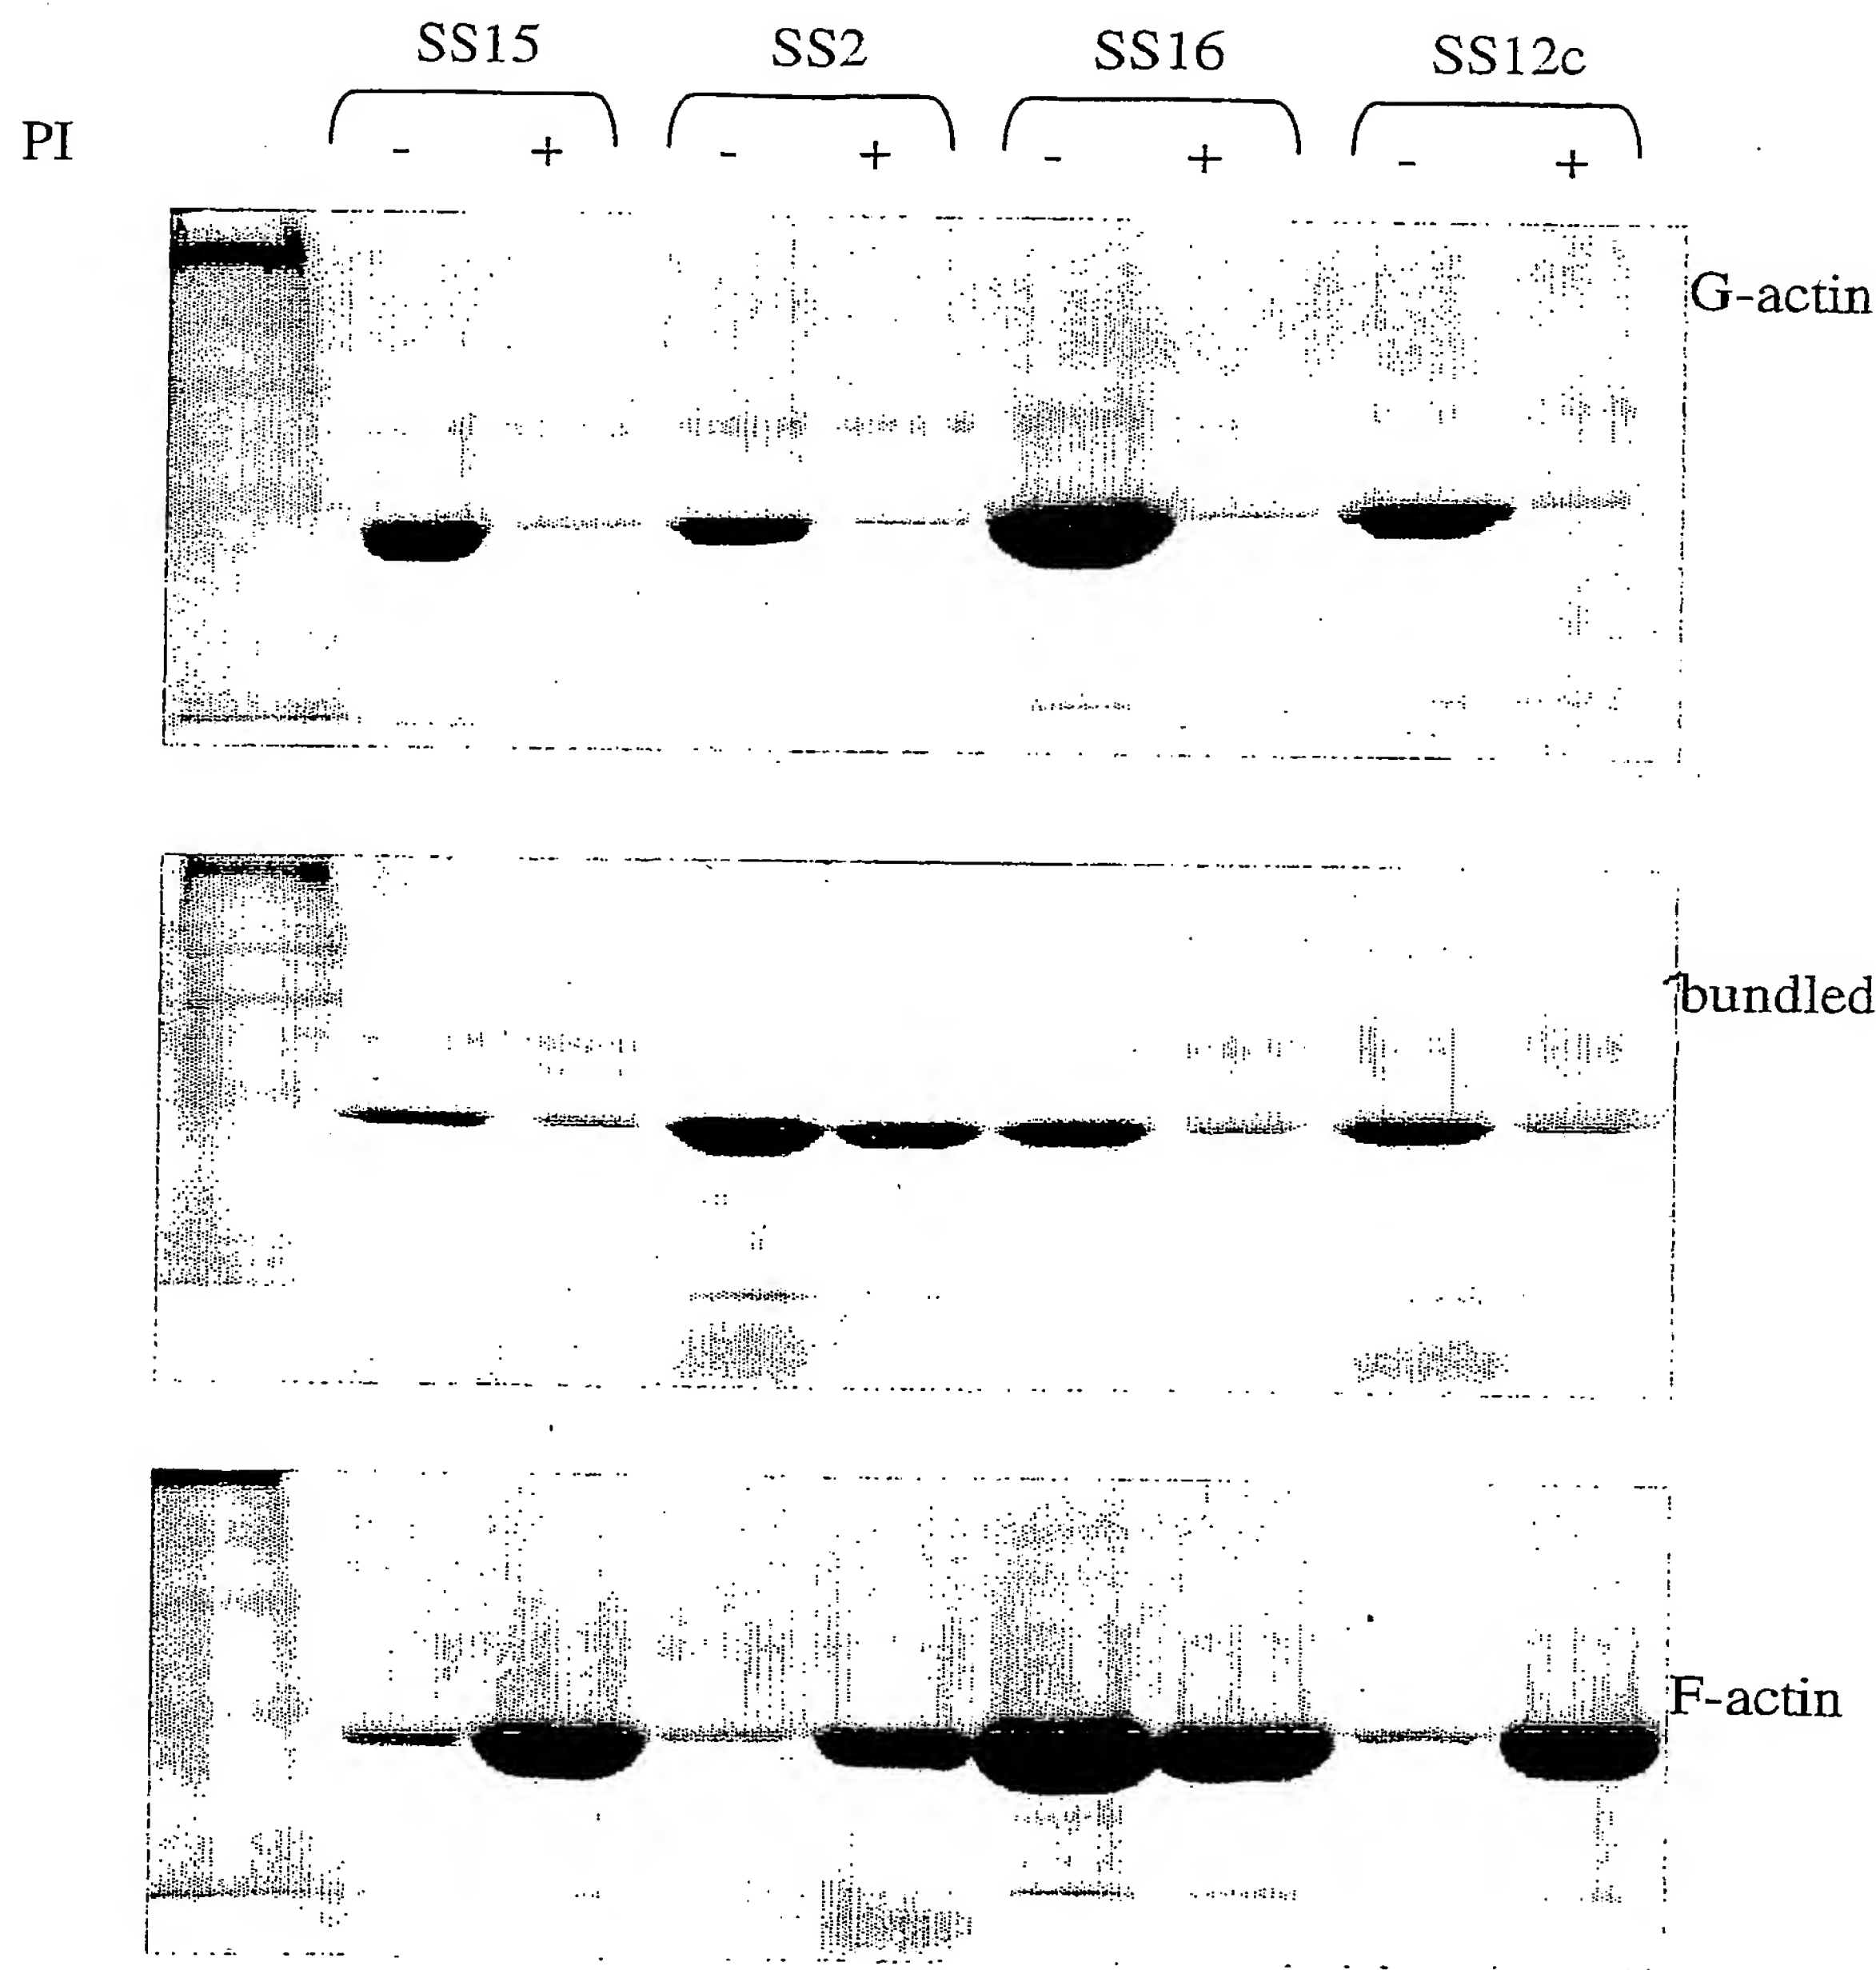 SS15 SS2 SS16 SS12c
PI - + - + - + - +
G-actin
bundled
F-actin